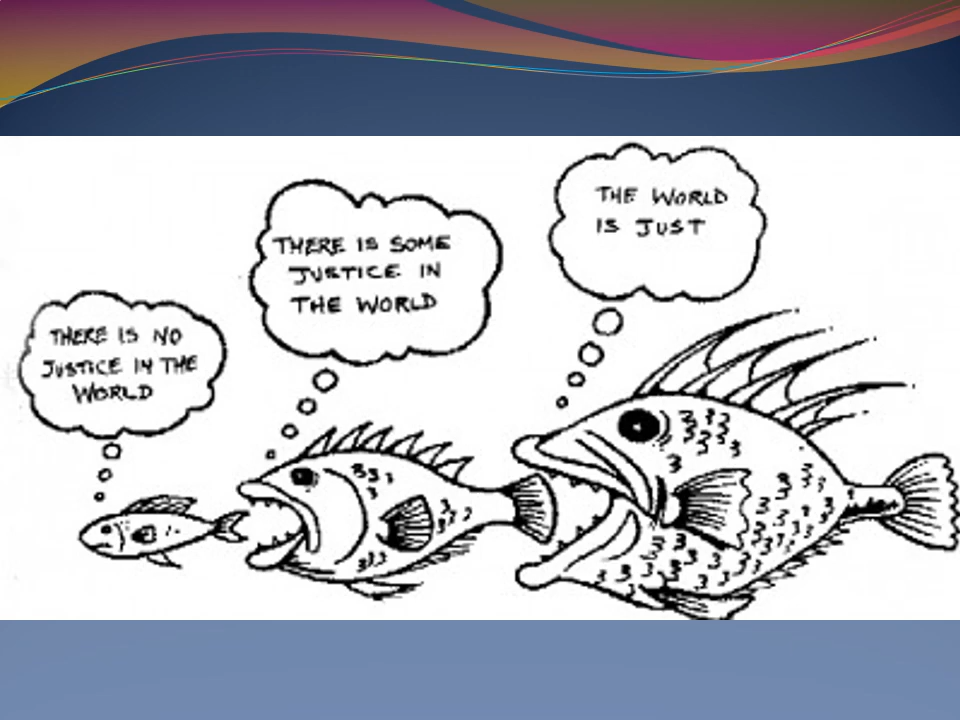 THERE IS NO
JUSTICE IN THE
WORLD
THERE IS SOME
JUSTICE IN
THE WORLD
THE WORLD
IS JUST